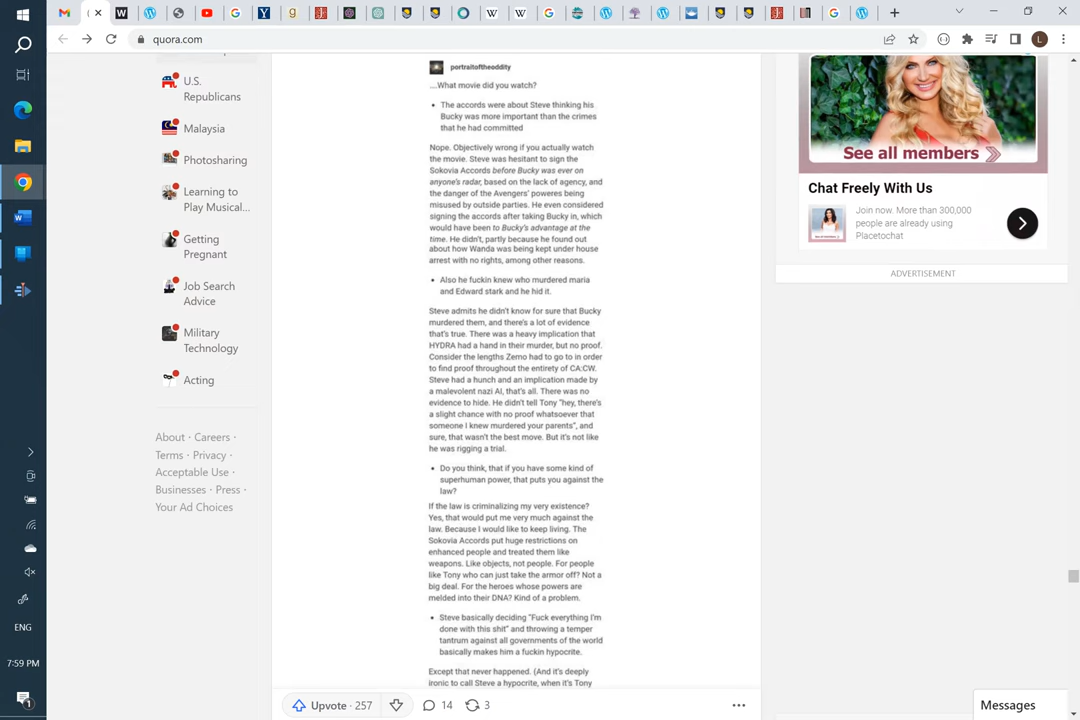 quora.com
L
U.S.
Republicans
Malaysia
Photosharing
Learning to
Play Musical...
Getting
Pregnant
Job Search
Advice
Military
Technology
Acting
About · Careers ·
Terms · Privacy ·
Acceptable Use ·
Businesses · Press ·
Your Ad Choices
ENG
7:59 PM
portraitoftheoddity
....What movie did you watch?
• The accords were about Steve thinking his
Bucky was more important than the crimes
that he had committed
Nope. Objectively wrong if you actually watch
the movie. Steve was hesitant to sign the
Sokovia Accords before Bucky was ever on
anyone's radar, based on the lack of agency, and
the danger of the Avengers' powers being
misused by outside parties. He even considered
signing the accords after taking Bucky in, which
would have been to Bucky's advantage at the
time. He didn't, partly because he found out
about how Wanda was being kept under house
arrest with no rights, among other reasons.
• Also he fuckin knew who murdered maria
and Edward stark and he hid it.
Steve admits he didn't know for sure that Bucky
murdered them, and there's a lot of evidence
that's true. There was a heavy implication that
HYDRA had a hand in their murder, but no proof.
Consider the lengths Zemo had to go to in order
to find proof throughout the entirety of CA:CW.
Steve had a hunch and an implication made by
a malevolent nazi AI, that's all. There was no
evidence to hide. He didn't tell Tony "hey, there's
a slight chance with no proof whatsoever that
someone I knew murdered your parents", and
sure, that wasn't the best move. But it's not like
he was rigging a trial.
• Do you think, that if you have some kind of
superhuman power, that puts you against the
law?
If the law is criminalizing my very existence?
Yes, that would put me very much against the
law. Because I would like to keep living. The
Sokovia Accords put huge restrictions on
enhanced people and treated them like
weapons. Like objects, not people. For people
like Tony who can just take the armor off? Not a
big deal. For the heroes whose powers are
melded into their DNA? Kind of a problem.
• Steve basically deciding "Fuck everything I'm
done with this shit" and throwing a temper
tantrum against all governments of the world
basically makes him a fuckin hypocrite.
Except that never happened. (And it's deeply
ironic to call Steve a hypocrite, when it's Tony
Upvote · 257
14
3
See all members
Chat Freely With Us
Join now. More than 300,000
people are already using
Placetochat
ADVERTISEMENT
Messages